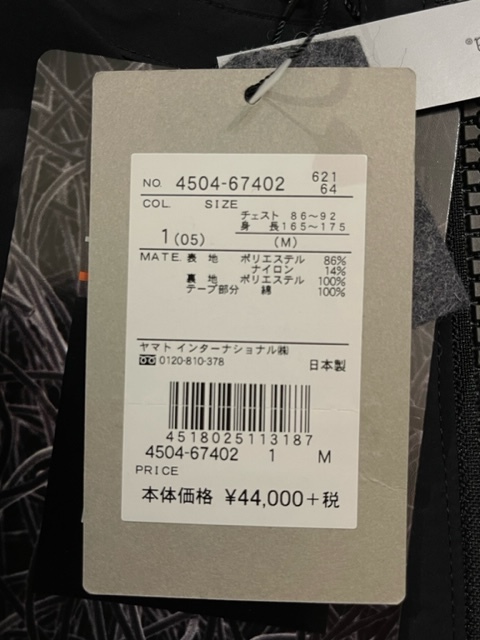 NO. 4504-67402 621
64
COL. SIZE
チェスト 86~92
身 長165~175
1(05) (M)
MATE. 表 地 ポリエステル 86%
ナイロン 14%
裏 地 ポリエステル 100%
テープ部分 綿 100%
ヤマト インターナショナル㈱
0120-810-378 日本製
4518025113187
4504-67402 1 M
PRICE
本体価格 ¥44,000+税